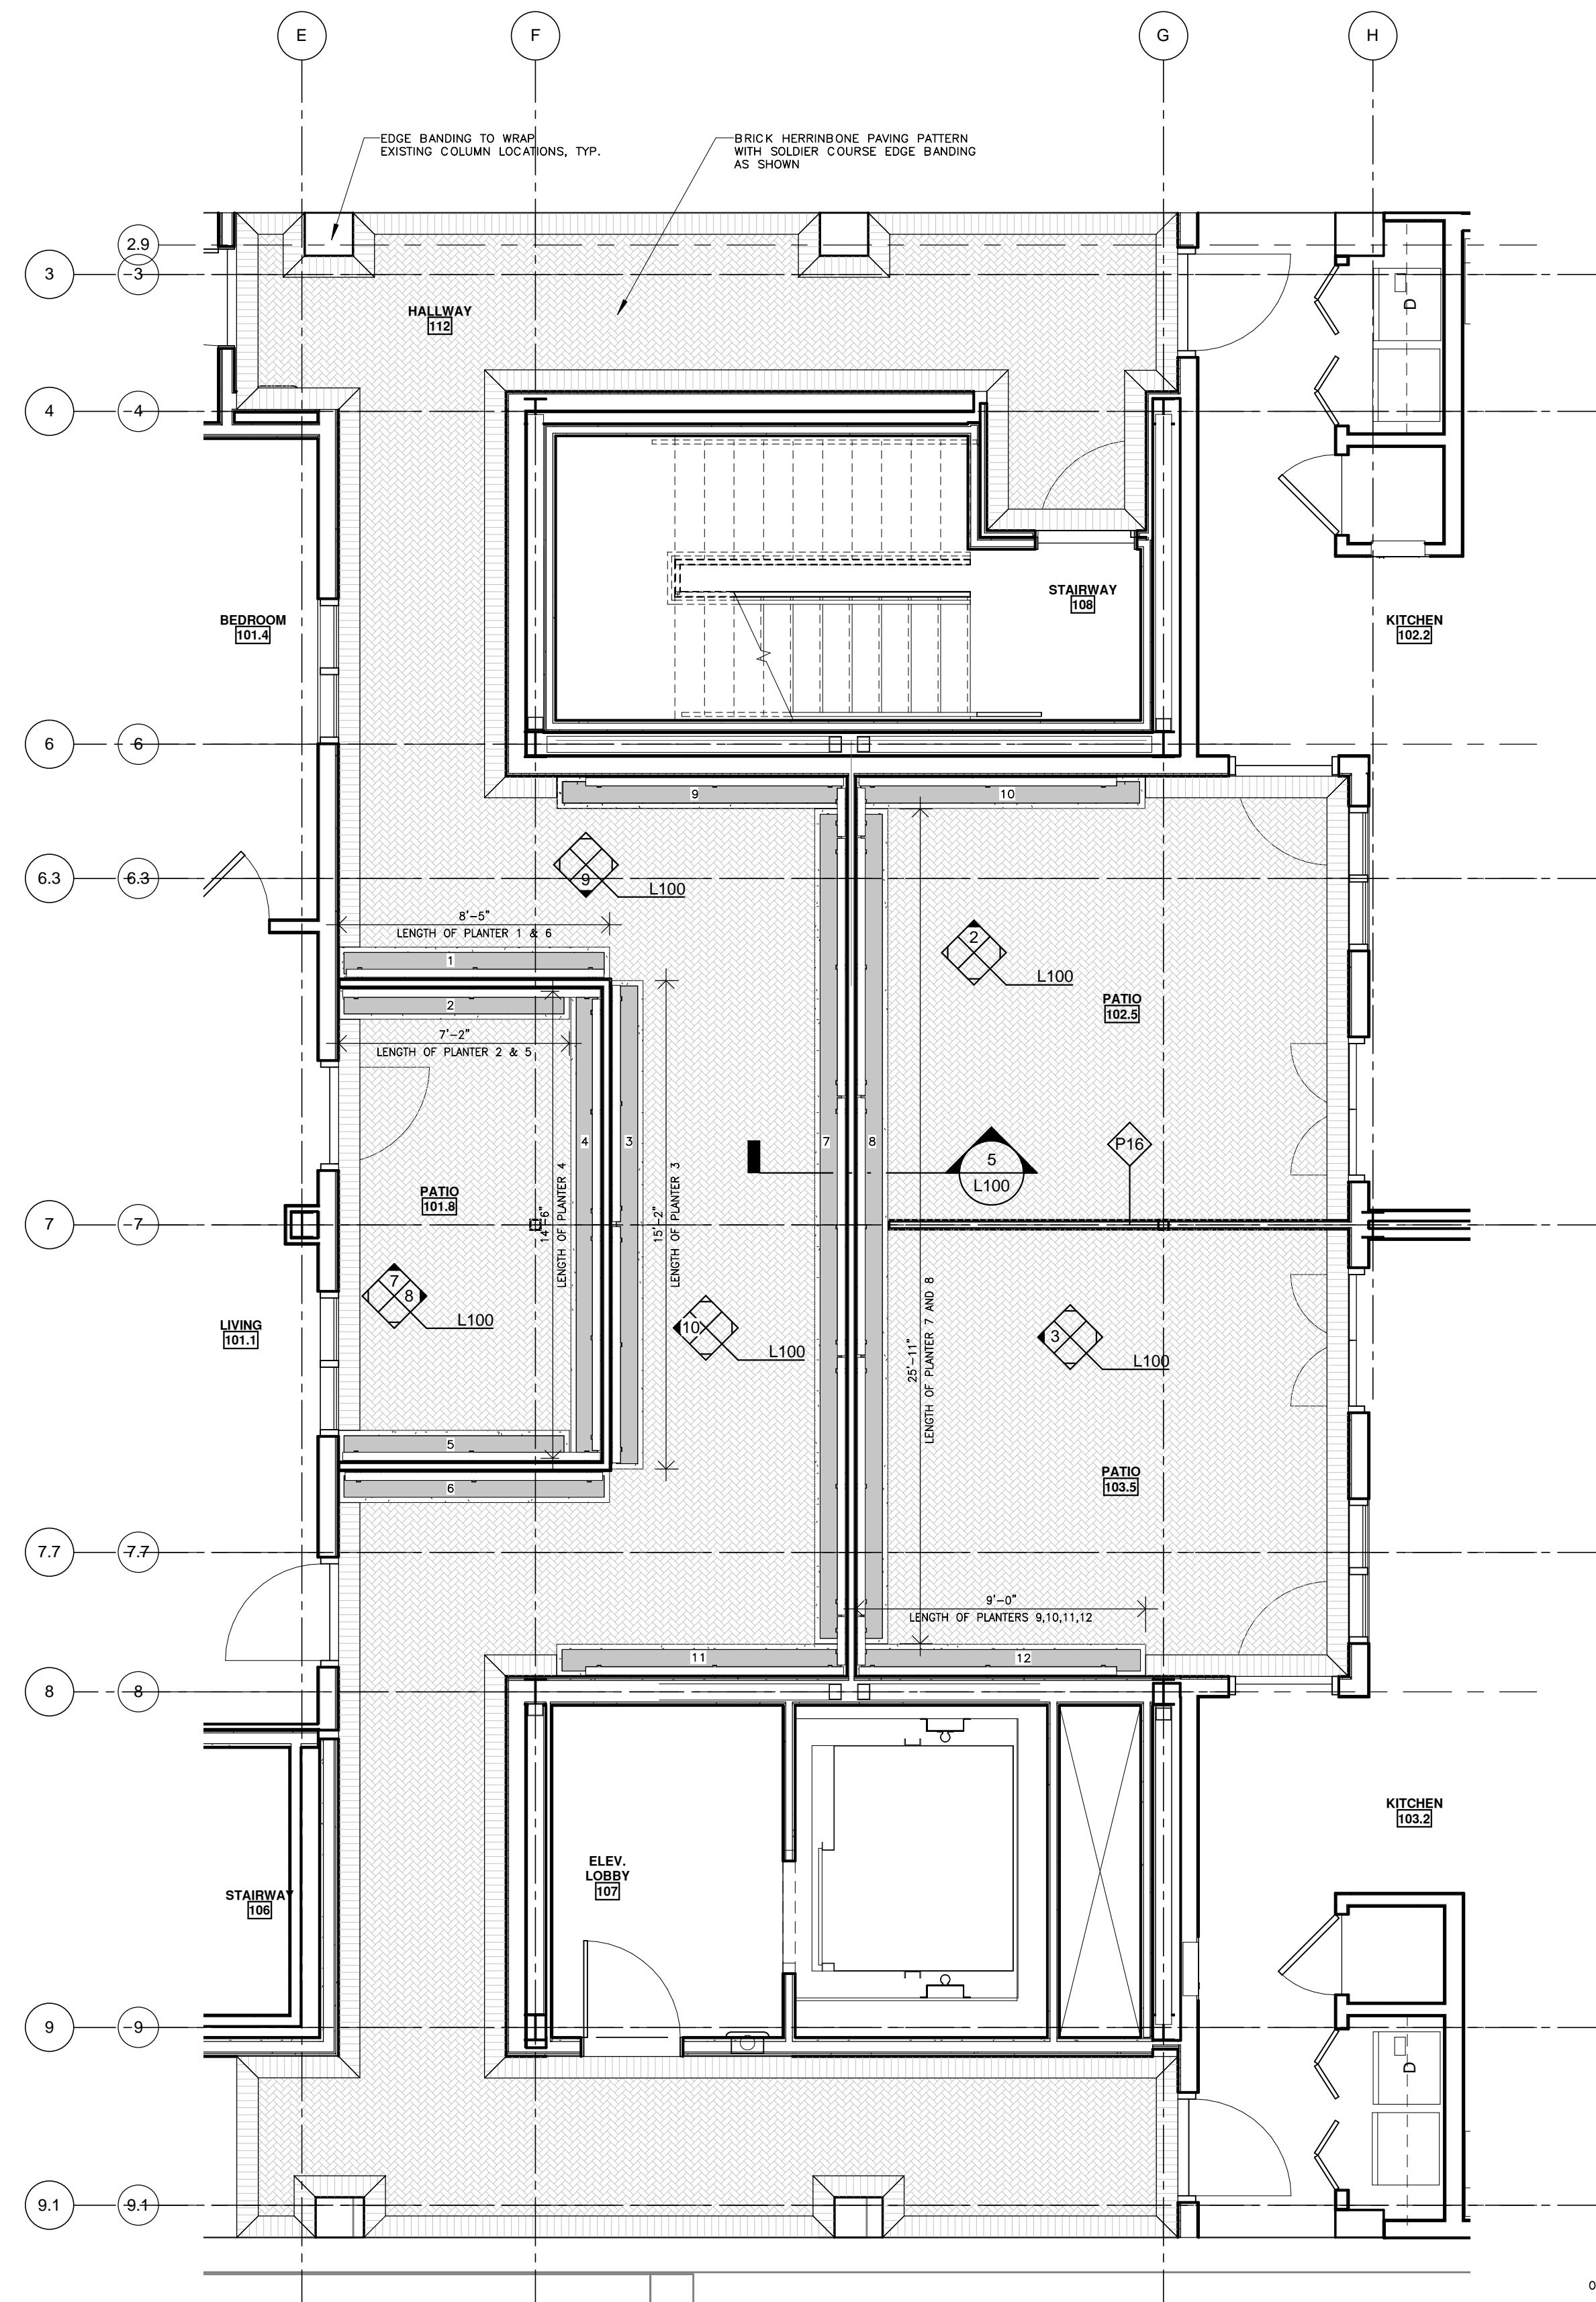 E
F
G
H
EDGE BANDING TO WRAP
EXISTING COLUMN LOCATIONS, TYP.
BRICK HERRINBONE PAVING PATTERN
WITH SOLDIER COURSE EDGE BANDING
AS SHOWN
2.9
3
3
HALLWAY
112
D
4
4
STAIRWAY
108
BEDROOM
101.4
KITCHEN
102.2
6
6
9
10
6.3
6.3
9
L100
8'-5"
LENGTH OF PLANTER 1 & 6
2
L100
1
2
PATIO
102.5
7'-2"
LENGTH OF PLANTER 2 & 5
4
3
7
8
P16
5
L100
PATIO
101.8
14'-6"
LENGTH OF PLANTER 4
15'-2"
LENGTH OF PLANTER 3
7
7
7
8
L100
10
L100
3
L100
LIVING
101.1
25'-11"
LENGTH OF PLANTER 7 AND 8
5
6
PATIO
103.5
7.7
7.7
9'-0"
LENGTH OF PLANTERS 9,10,11,12
11
12
8
8
KITCHEN
103.2
ELEV.
LOBBY
107
STAIRWAY
106
9
9
D
9.1
9.1
0